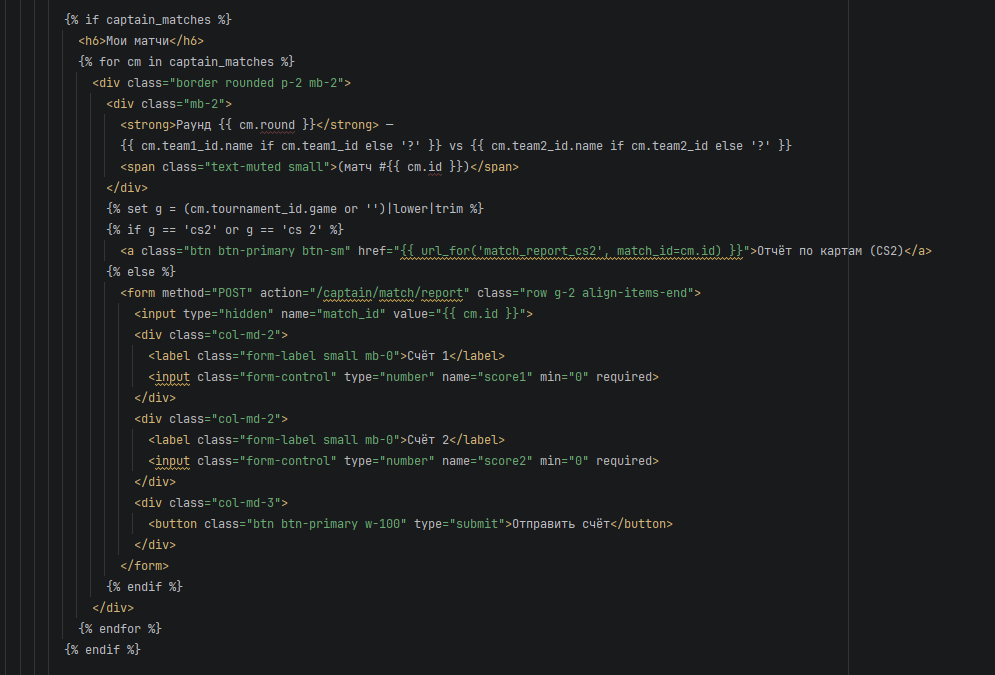 {% if captain_matches %}
<h6>Мои матчи</h6>
{% for cm in captain_matches %}
<div class="border rounded p-2 mb-2">
<div class="mb-2">
<strong>Раунд {{ cm.round }}</strong> —
{{ cm.team1_id.name if cm.team1_id else '?' }} vs {{ cm.team2_id.name if cm.team2_id else '?' }}
<span class="text-muted small">(матч #{{ cm.id }})</span>
</div>
{% set g = (cm.tournament_id.game or '')|lower|trim %}
{% if g == 'cs2' or g == 'cs 2' %}
<a class="btn btn-primary btn-sm" href="{{ url_for('match_report_cs2', match_id=cm.id) }}">Отчёт по картам (CS2)</a>
{% else %}
<form method="POST" action="/captain/match/report" class="row g-2 align-items-end">
<input type="hidden" name="match_id" value="{{ cm.id }}">
<div class="col-md-2">
<label class="form-label small mb-0">Счёт 1</label>
<input class="form-control" type="number" name="score1" min="0" required>
</div>
<div class="col-md-2">
<label class="form-label small mb-0">Счёт 2</label>
<input class="form-control" type="number" name="score2" min="0" required>
</div>
<div class="col-md-3">
<button class="btn btn-primary w-100" type="submit">Отправить счёт</button>
</div>
</form>
{% endif %}
</div>
{% endfor %}
{% endif %}